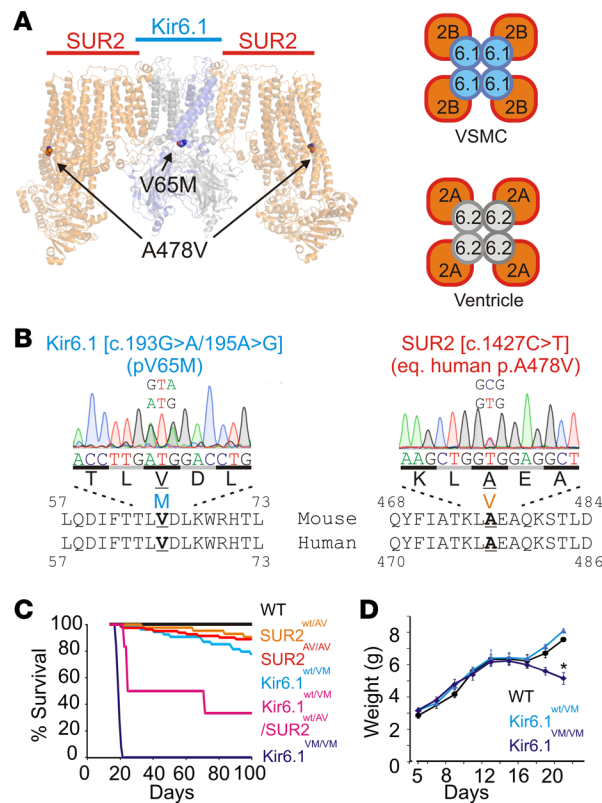 A
SUR2
Kir6.1
SUR2
V65M
A478V
2B 2B
6.1 6.1
6.1 6.1
2B 2B
VSMC
2A 2A
6.2 6.2
6.2 6.2
2A 2A
Ventricle
B
Kir6.1 [c.193G>A/195A>G]
(pV65M)
GTA
ATG
ACCTTGATGGACCTG
T L V D L
M
57 73
LQDIFTTLVDLKWRHTL
LQDIFTTLVDLKWRHTL
57 73
Mouse
Human
SUR2 [c.1427C>T]
(eq. human p.A478V)
GCG
GTG
AAGCTGGTGGAGGCT
K L A E A
V
468 484
QYFIATKLAEAQKSTLD
QYFIATKLAEAQKSTLD
470 486
C
% Survival
100
80
60
40
20
0
0 20 40 60 80 100
Days
WT
SUR2wt/AV
SUR2AV/AV
Kir6.1wt/VM
Kir6.1wt/VM
/SUR2wt/AV
Kir6.1VM/VM
D
Weight (g)
8
6
4
2
0
5 8 12 16 20
Days
*
WT
Kir6.1wt/VM
Kir6.1VM/VM